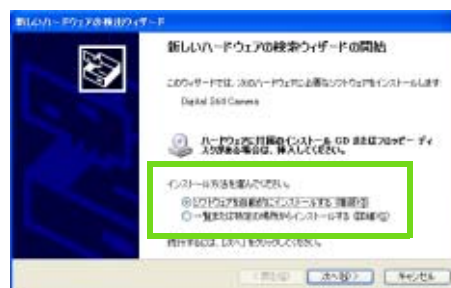 新しいハードウェアの検出ウィザード
新しいハードウェアの検索ウィザードの開始
このウィザードでは、次のハードウェアに必要なソフトウェアをインストールします:
Digital Still Camera
ハードウェアに付属のインストール CD またはフロッピー ディ
スクがある場合は、挿入してください。
インストール方法を選んでください。
ソフトウェアを自動的にインストールする (推奨)(I)
一覧または特定の場所からインストールする (詳細)(S)
続行するには、[次へ] をクリックしてください。
< 戻る(B)
次へ(N) >
キャンセル